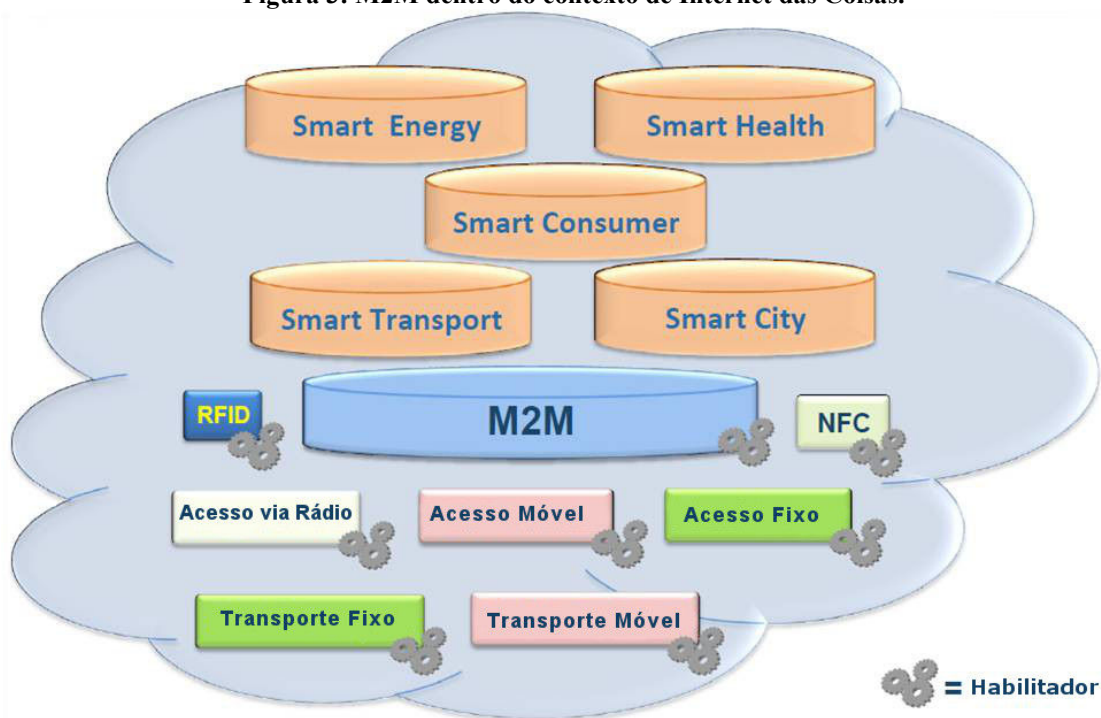 Figura 3: M2M dentro do contexto de Internet das Coisas.
Smart Energy
Smart Health
Smart Consumer
Smart Transport
Smart City
RFID
M2M
NFC
Acesso via Rádio
Acesso Móvel
Acesso Fixo
Transporte Fixo
Transporte Móvel
= Habilitador